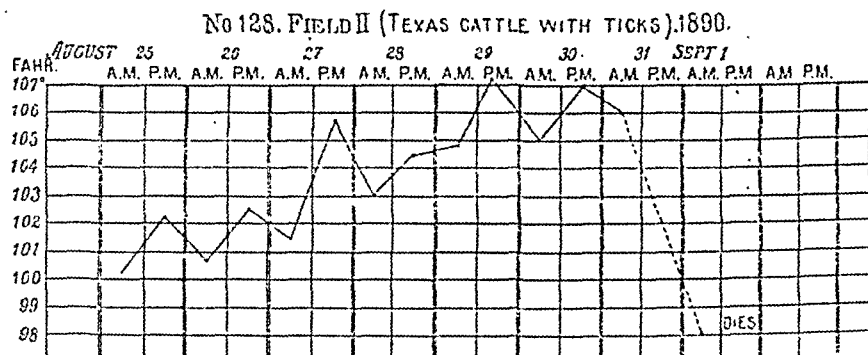 No 128. FIELD II (TEXAS CATTLE WITH TICKS). 1890.
AUGUST 25 26 27 28 29 30 31 SEPT 1
FAHR. A.M. P.M. A.M. P.M. A.M. P.M A.M. P.M. A.M. P.M. A.M. P.M. A.M. P.M. A.M. P.M A.M P.M.
107°
106
105
104
103
102
101
100
99
98 DIES